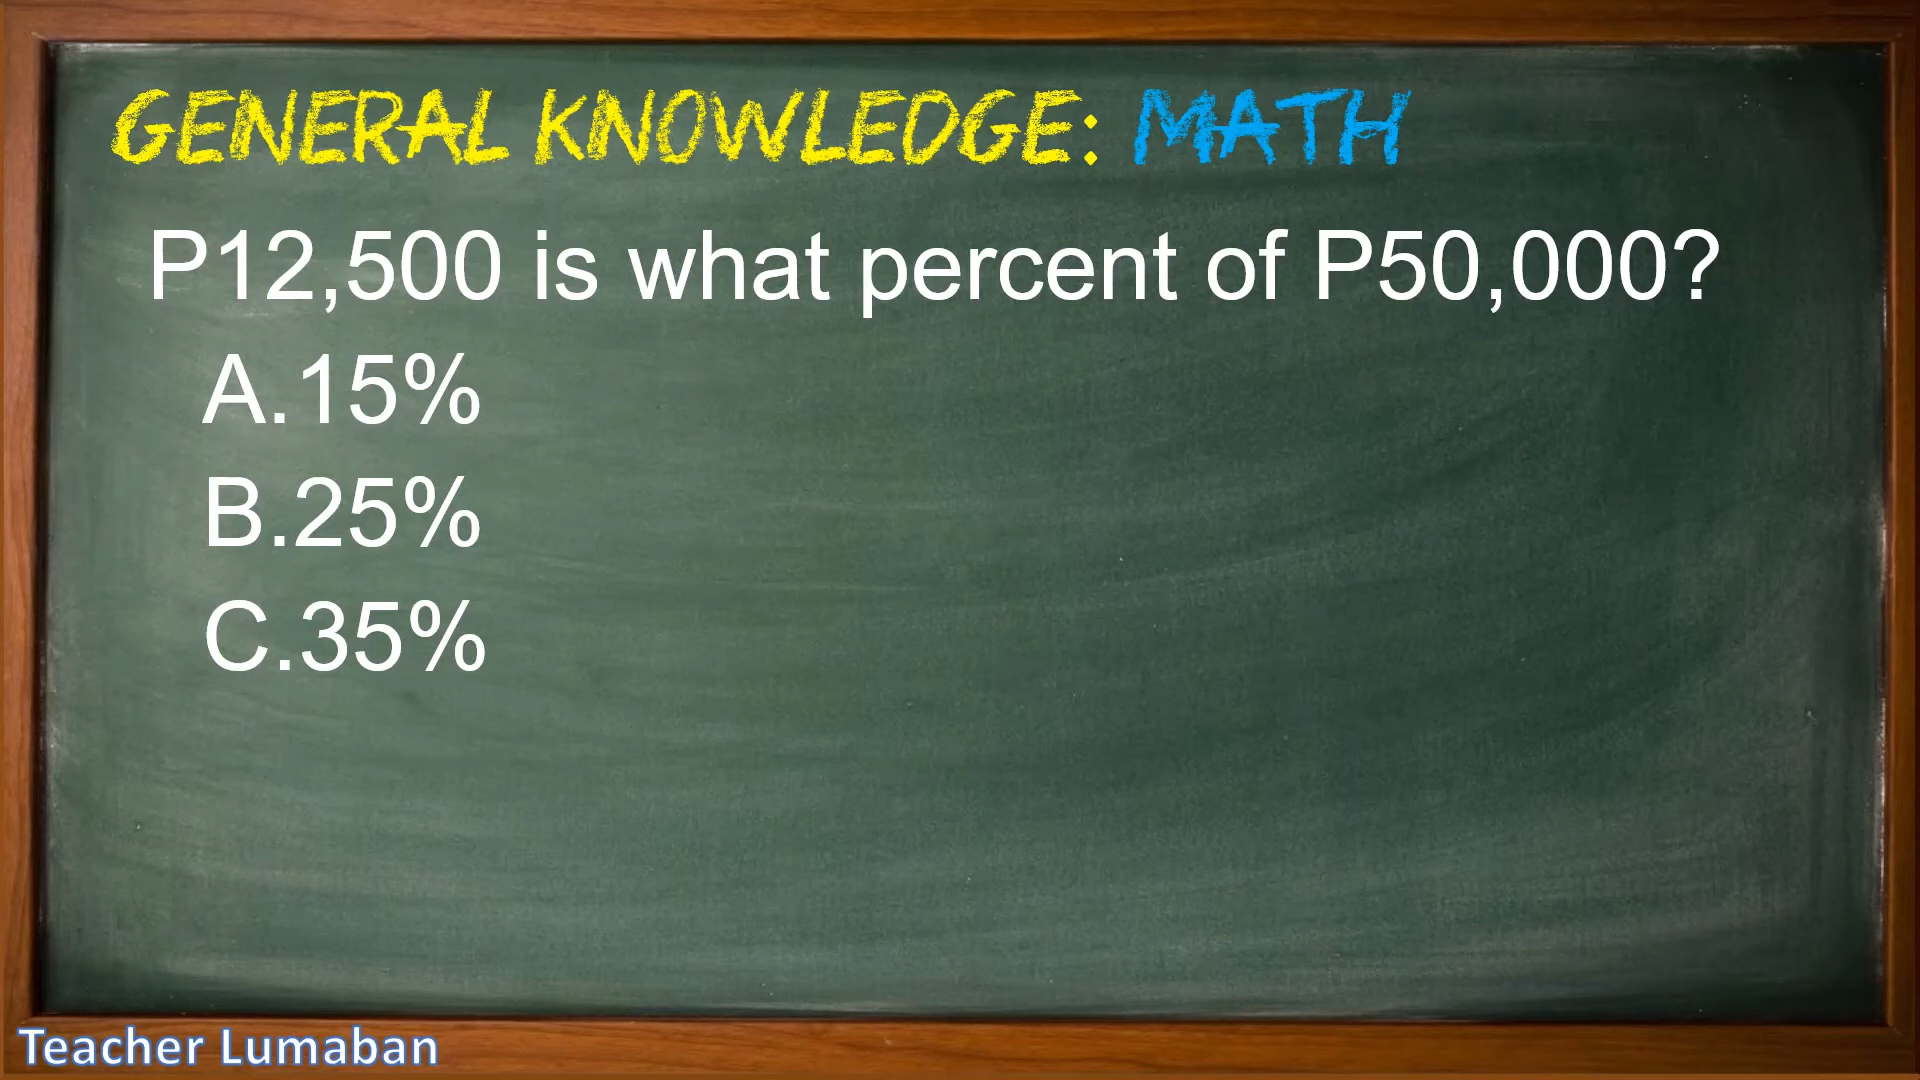 GENERAL KNOWLEDGE: MATH
P12,500 is what percent of P50,000?
A.15%
B.25%
C.35%
Teacher Lumaban